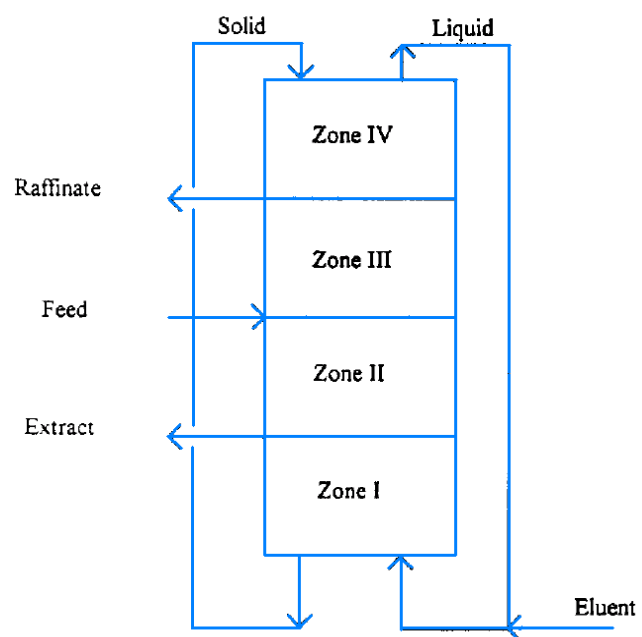 Solid
Liquid
Zone IV
Raffinate
Zone III
Feed
Zone II
Extract
Zone I
Eluent